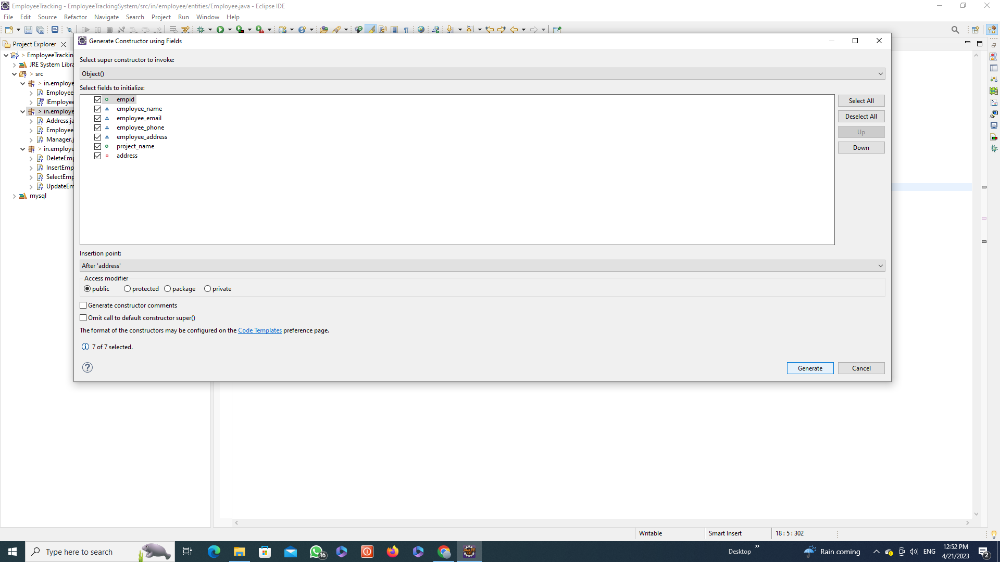 EmployeeTracking - EmployeeTrackingSystem/src/in/employee/entities/Employee.java - Eclipse IDE
File Edit Source Refactor Navigate Search Project Run Window Help
Project Explorer
> EmployeeTrackin
JRE System Libra
> src
> in.employe
Employee
IEmployee
> in.employe
Address.ja
Employee
Manager.j
> in.employe
DeleteEmp
InsertEmp
SelectEmp
UpdateEm
mysql
Generate Constructor using Fields
Select super constructor to invoke:
Object()
Select fields to initialize:
empid
employee_name
employee_email
employee_phone
employee_address
project_name
address
Select All
Deselect All
Up
Down
Insertion point:
After 'address'
Access modifier
public protected package private
Generate constructor comments
Omit call to default constructor super()
The format of the constructors may be configured on the Code Templates preference page.
7 of 7 selected.
Generate Cancel
Writable Smart Insert 18 : 5 : 302
Type here to search
16
Desktop
Rain coming
ENG
12:52 PM
4/21/2023
2